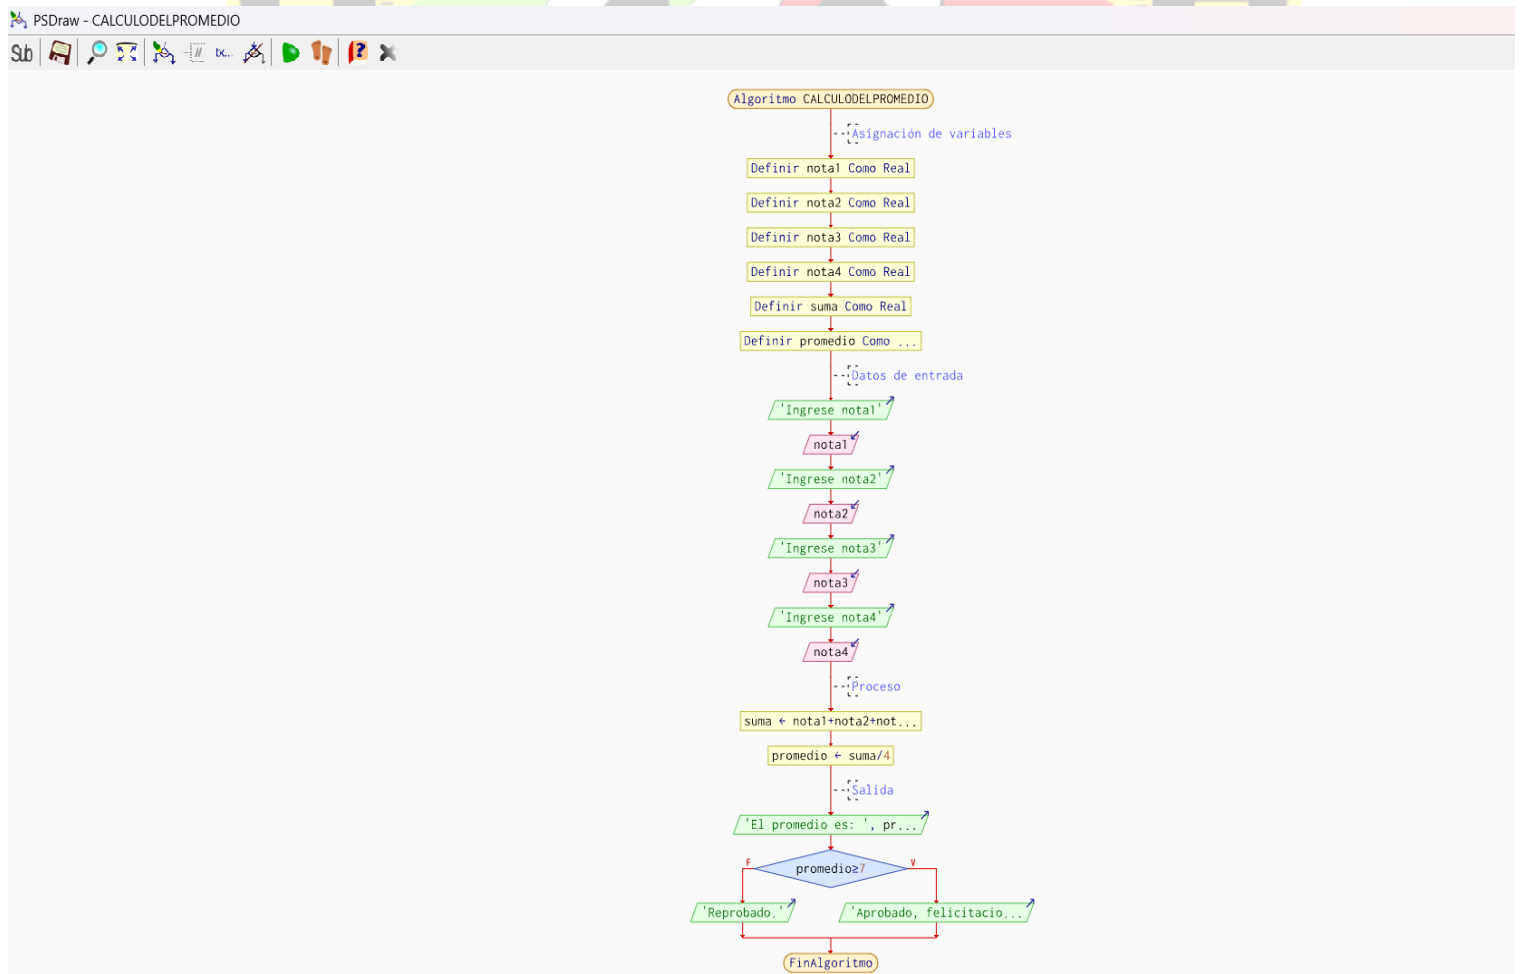 PSDraw - CALCULODELPROMEDIO
Sub
tx...
Algoritmo CALCULODELPROMEDIO
Asignación de variables
Definir nota1 Como Real
Definir nota2 Como Real
Definir nota3 Como Real
Definir nota4 Como Real
Definir suma Como Real
Definir promedio Como ...
Datos de entrada
'Ingrese nota1'
nota1
'Ingrese nota2'
nota2
'Ingrese nota3'
nota3
'Ingrese nota4'
nota4
Proceso
suma ← nota1+nota2+not...
promedio ← suma/4
Salida
'El promedio es: ', pr...
F
promedio≥7
V
'Reprobado.'
'Aprobado, felicitacio...
FinAlgoritmo